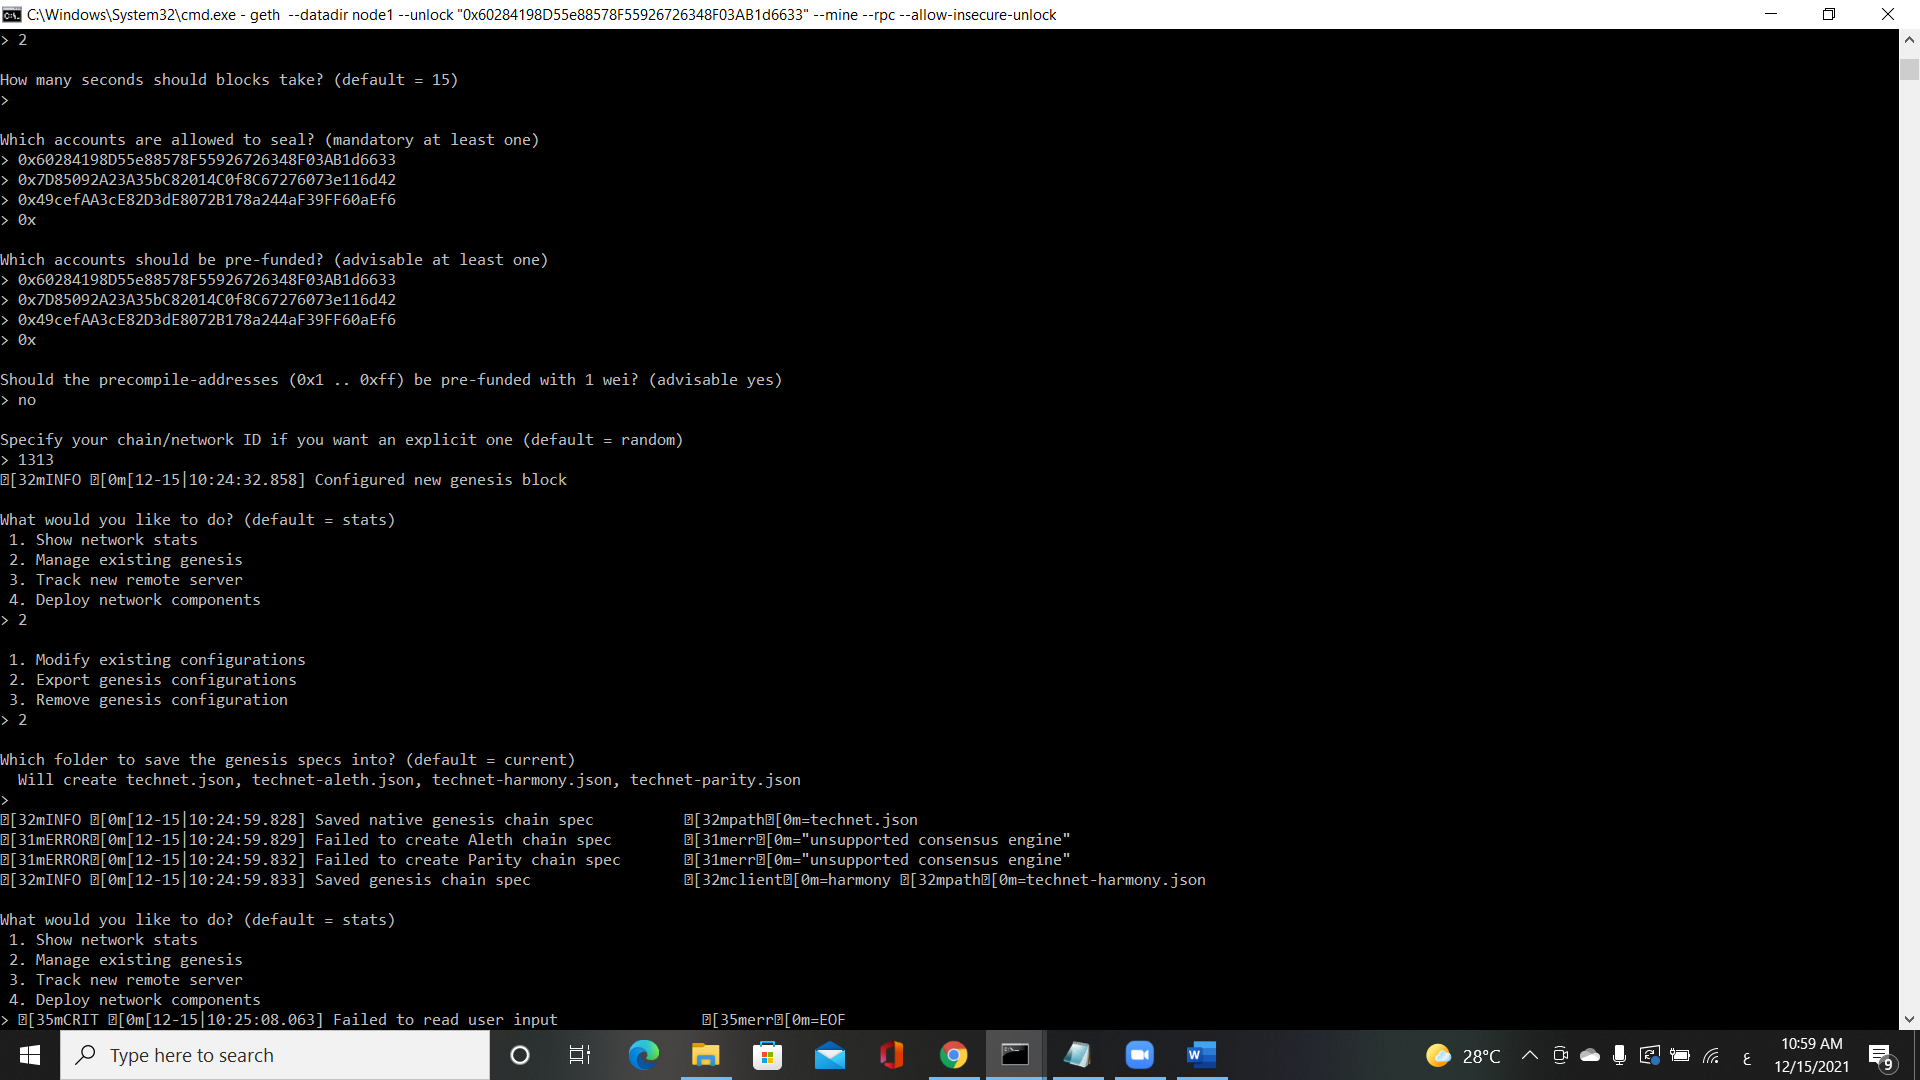 C:\Windows\System32\cmd.exe - geth  --datadir node1 --unlock "0x60284198D55e88578F55926726348F03AB1d6633" --mine --rpc --allow-insecure-unlock
> 2
How many seconds should blocks take? (default = 15)
>
Which accounts are allowed to seal? (mandatory at least one)
> 0x60284198D55e88578F55926726348F03AB1d6633
> 0x7D85092A23A35bC82014C0f8C67276073e116d42
> 0x49cefAA3cE82D3dE8072B178a244aF39FF60aEf6
> 0x
Which accounts should be pre-funded? (advisable at least one)
> 0x60284198D55e88578F55926726348F03AB1d6633
> 0x7D85092A23A35bC82014C0f8C67276073e116d42
> 0x49cefAA3cE82D3dE8072B178a244aF39FF60aEf6
> 0x
Should the precompile-addresses (0x1 .. 0xff) be pre-funded with 1 wei? (advisable yes)
> no
Specify your chain/network ID if you want an explicit one (default = random)
> 1313
⍰[32mINFO ⍰[0m[12-15|10:24:32.858] Configured new genesis block
What would you like to do? (default = stats)
 1. Show network stats
 2. Manage existing genesis
 3. Track new remote server
 4. Deploy network components
> 2
 1. Modify existing configurations
 2. Export genesis configurations
 3. Remove genesis configuration
> 2
Which folder to save the genesis specs into? (default = current)
  Will create technet.json, technet-aleth.json, technet-harmony.json, technet-parity.json
>
⍰[32mINFO ⍰[0m[12-15|10:24:59.828] Saved native genesis chain spec          ⍰[32mpath⍰[0m=technet.json
⍰[31mERROR⍰[0m[12-15|10:24:59.829] Failed to create Aleth chain spec        ⍰[31merr⍰[0m="unsupported consensus engine"
⍰[31mERROR⍰[0m[12-15|10:24:59.832] Failed to create Parity chain spec       ⍰[31merr⍰[0m="unsupported consensus engine"
⍰[32mINFO ⍰[0m[12-15|10:24:59.833] Saved genesis chain spec                 ⍰[32mclient⍰[0m=harmony ⍰[32mpath⍰[0m=technet-harmony.json
What would you like to do? (default = stats)
 1. Show network stats
 2. Manage existing genesis
 3. Track new remote server
 4. Deploy network components
> ⍰[35mCRIT ⍰[0m[12-15|10:25:08.063] Failed to read user input                ⍰[35merr⍰[0m=EOF
Type here to search
28°C
ع
10:59 AM
12/15/2021
9